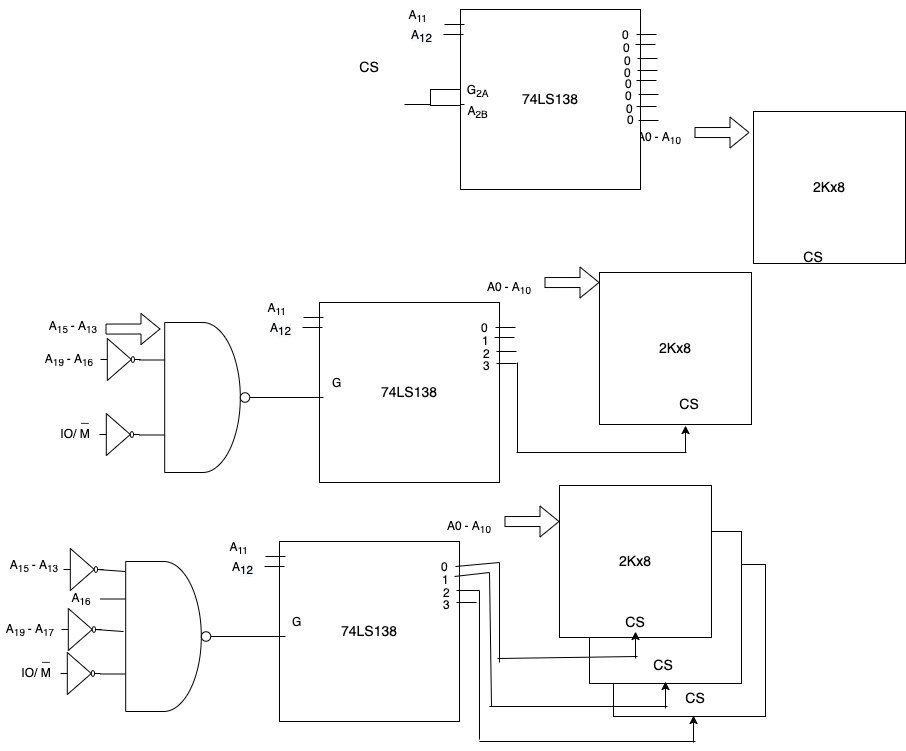 A11
A12
CS
G2A
A2B
74LS138
0
0
0
0
0
0
0
0
A0 - A10
2Kx8
CS
A15 - A13
A19 - A16
IO/ M̅
A11
A12
G
74LS138
0
1
2
3
A0 - A10
2Kx8
CS
A15 - A13
A16
A19 - A17
IO/ M̅
A11
A12
G
74LS138
0
1
2
3
A0 - A10
2Kx8
CS
CS
CS